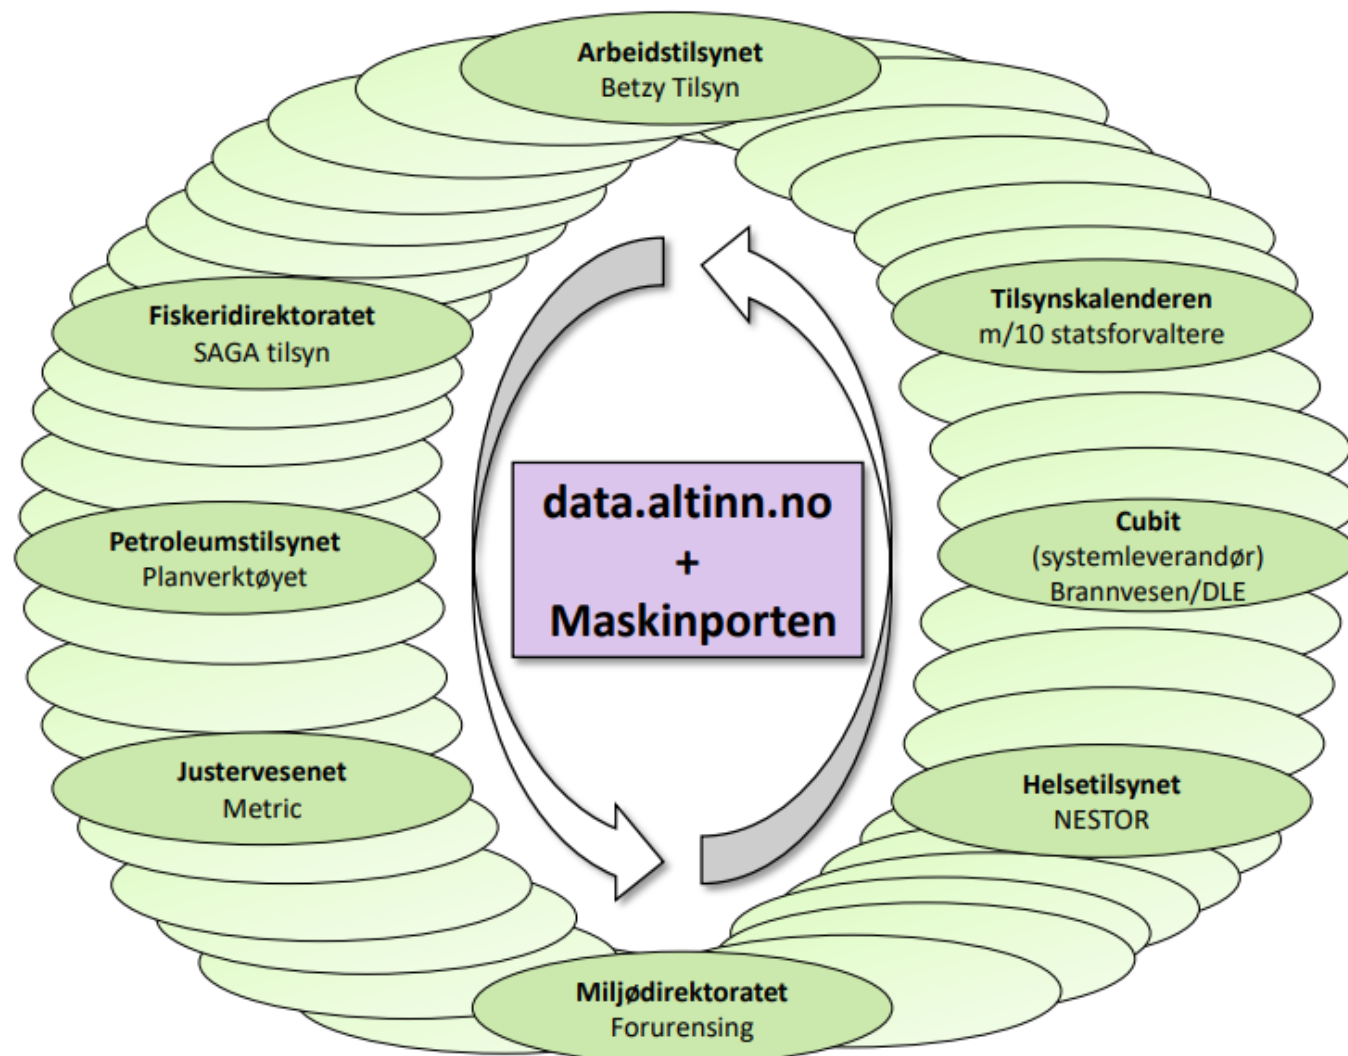 Arbeidstilsynet
Betzy Tilsyn
Fiskeridirektoratet
SAGA tilsyn
Tilsynskalenderen
m/10 statsforvaltere
data.altinn.no
+
Maskinporten
Petroleumstilsynet
Planverktøyet
Cubit
(systemleverandør)
Brannvesen/DLE
Justervesenet
Metric
Helsetilsynet
NESTOR
Miljødirektoratet
Forurensing